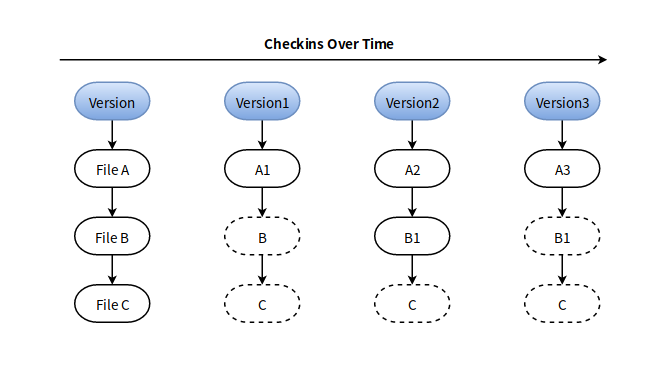 Checkins Over Time
Version Version1 Version2 Version3
File A A1 A2 A3
File B B B1 B1
File C C C C